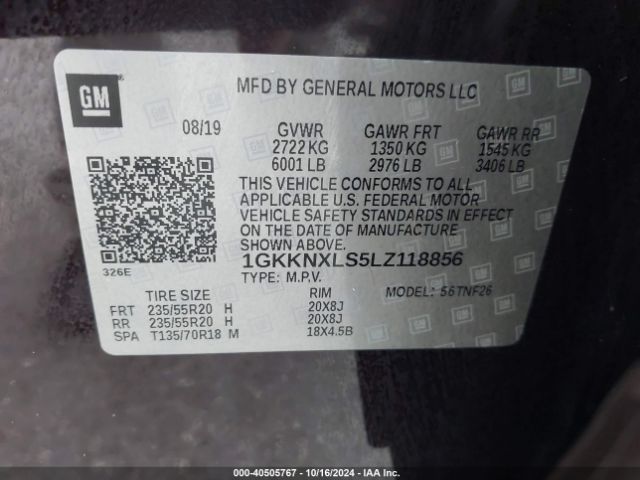 GM
®
MFD BY GENERAL MOTORS LLC
08/19 GVWR GAWR FRT GAWR RR
2722 KG 1350 KG 1545 KG
6001 LB 2976 LB 3406 LB
THIS VEHICLE CONFORMS TO ALL
APPLICABLE U.S. FEDERAL MOTOR
VEHICLE SAFETY STANDARDS IN EFFECT
ON THE DATE OF MANUFACTURE
SHOWN ABOVE.
326E
1GKKNXLS5LZ118856
TYPE: M.P.V.
TIRE SIZE RIM MODEL: 56TNF26
FRT 235/55R20 H 20X8J
RR 235/55R20 H 20X8J
SPA T135/70R18 M 18X4.5B
000-40505767 - 10/16/2024 - IAA Inc.